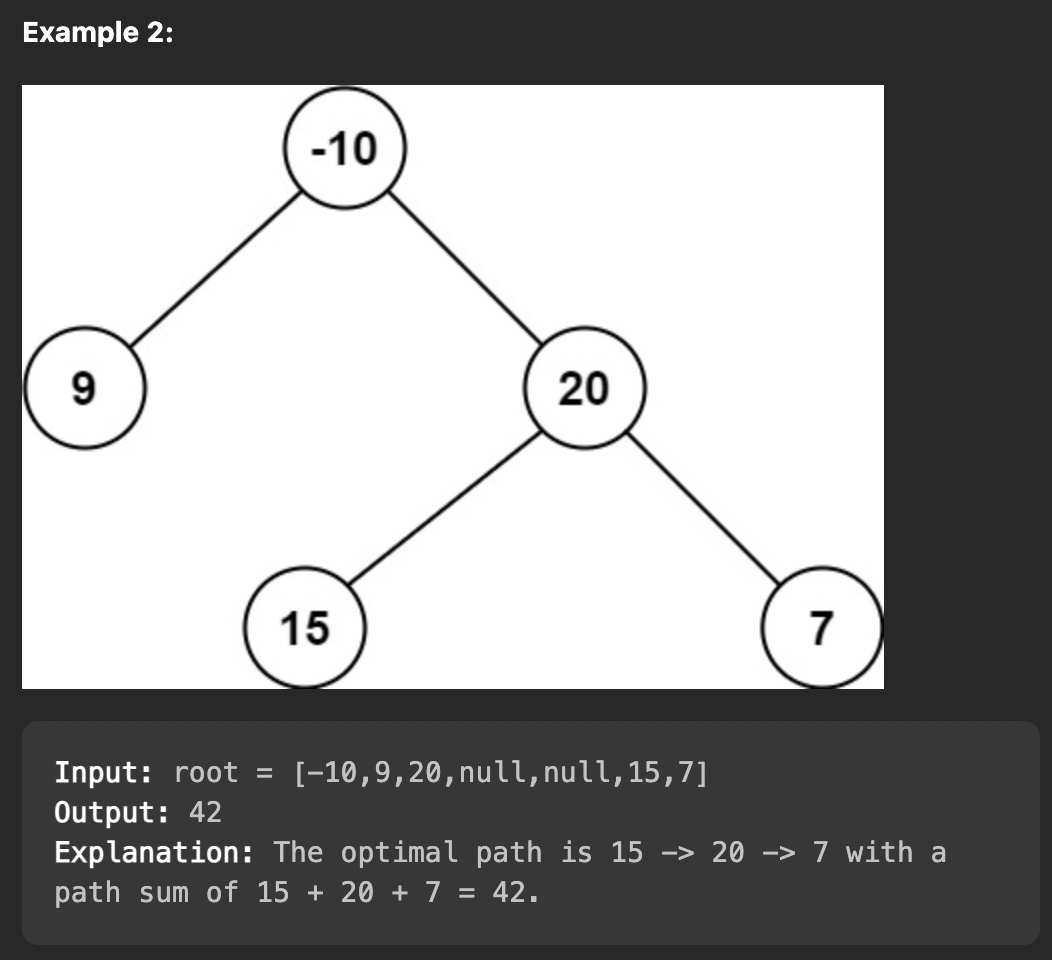 Example 2:
-10
9
20
15
7
Input: root = [-10,9,20,null,null,15,7]
Output: 42
Explanation: The optimal path is 15 -> 20 -> 7 with a
path sum of 15 + 20 + 7 = 42.